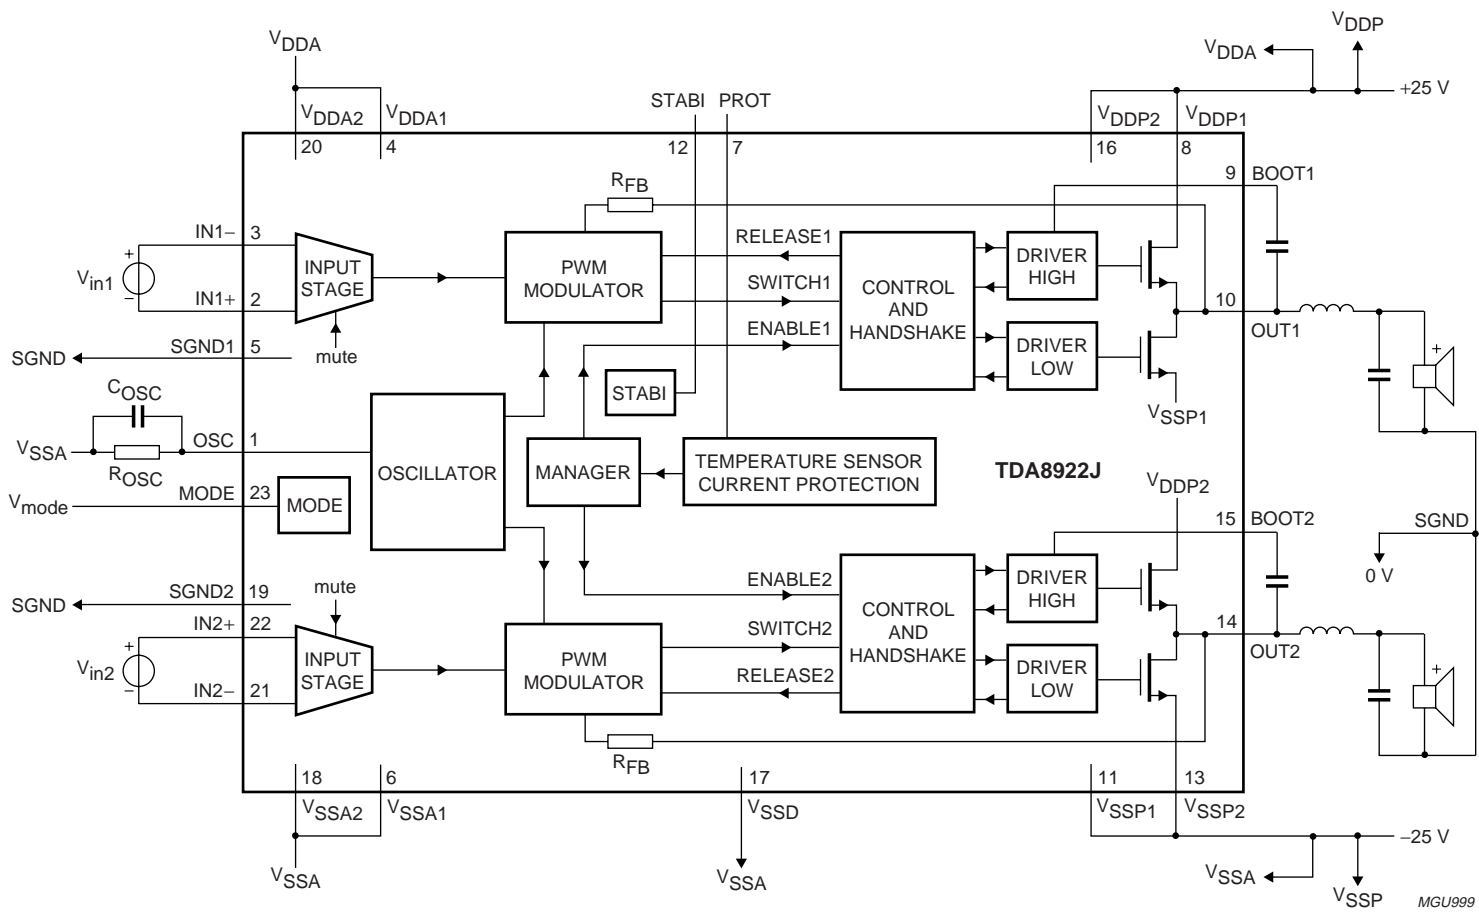 VDDA
VDDP
VDDA
+25 V
STABI PROT
VDDA2 VDDA1
VDDP2 VDDP1
20 4 12 7 16 8
9 BOOT1
RFB
IN1− 3
RELEASE1
INPUT STAGE
PWM MODULATOR
DRIVER HIGH
+
Vin1
−
SWITCH1
CONTROL AND HANDSHAKE
IN1+ 2
10
ENABLE1
OUT1
SGND SGND1 5
mute
DRIVER LOW
+
COSC
STABI
VSSP1
VSSA OSC 1
ROSC
OSCILLATOR
MANAGER
TEMPERATURE SENSOR
CURRENT PROTECTION
TDA8922J
MODE 23
Vmode
MODE
VDDP2
15 BOOT2
SGND
0 V
ENABLE2
DRIVER HIGH
SGND SGND2 19
mute
IN2+ 22
SWITCH2
CONTROL AND HANDSHAKE
14
OUT2
+
Vin2
−
INPUT STAGE
PWM MODULATOR
RELEASE2
DRIVER LOW
+
IN2− 21
RFB
18 6 17 11 13
VSSA2 VSSA1 VSSD VSSP1 VSSP2
−25 V
VSSA VSSA VSSA
VSSP
MGU999